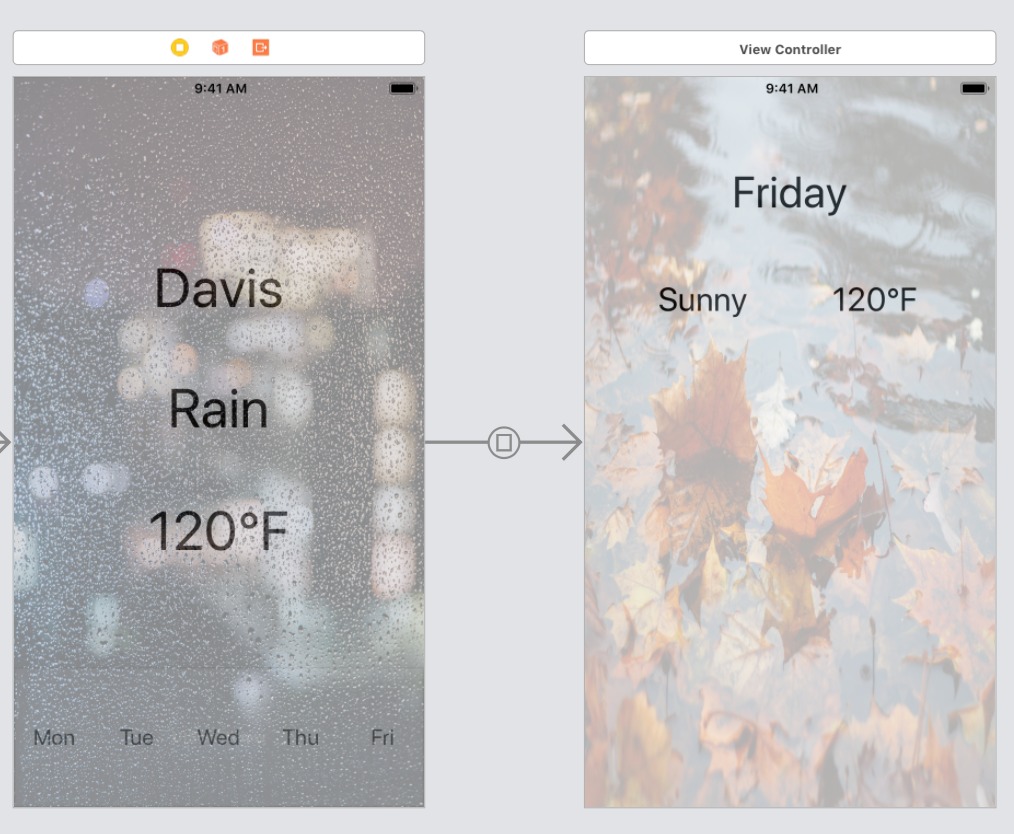 View Controller
9:41 AM
9:41 AM
Davis
Rain
120°F
Mon Tue Wed Thu Fri
Friday
Sunny 120°F